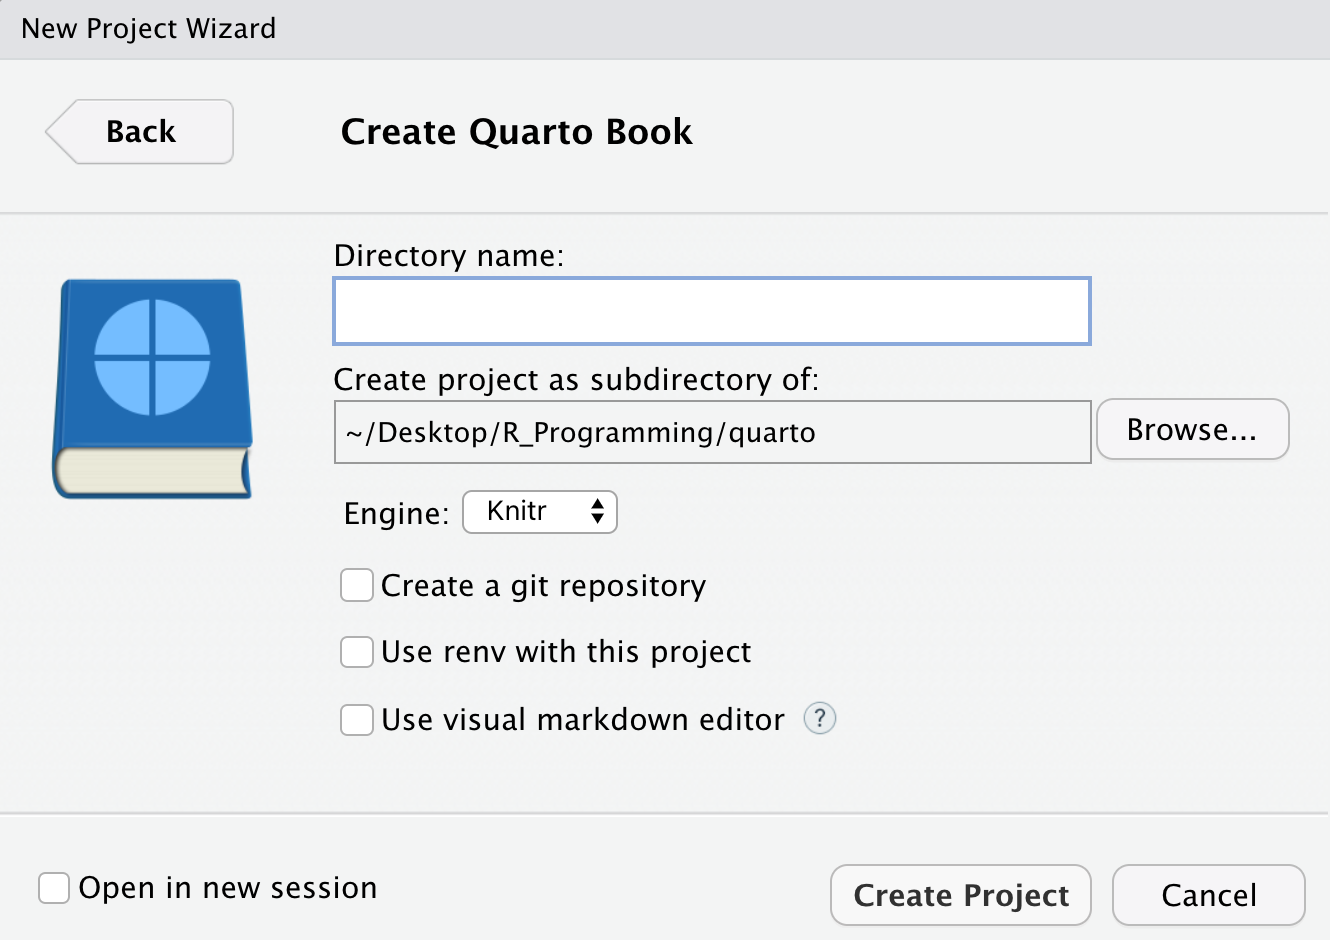 New Project Wizard
Back
Create Quarto Book
Directory name:
Create project as subdirectory of:
~/Desktop/R_Programming/quarto
Browse...
Engine: Knitr
Create a git repository
Use renv with this project
Use visual markdown editor ?
Open in new session
Create Project
Cancel